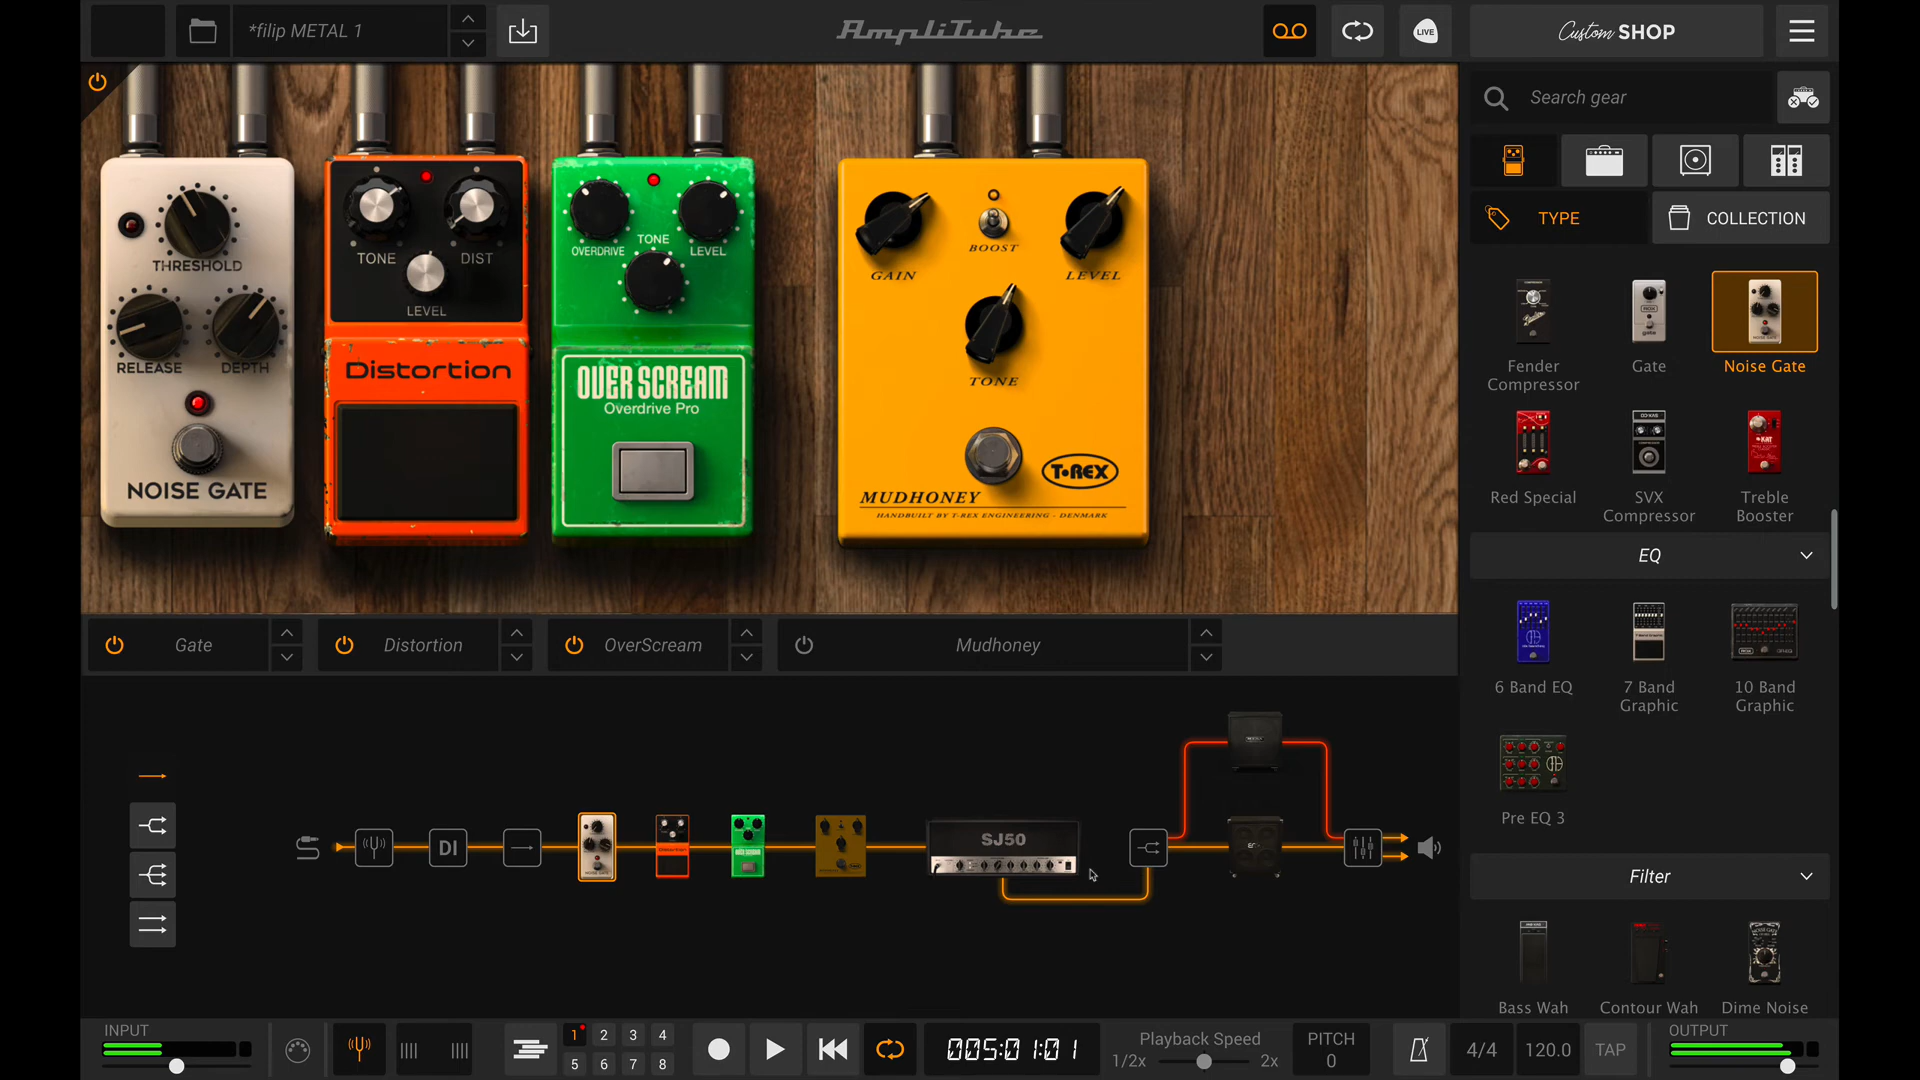 *filip METAL 1
AmpliTube
LIVE
Custom SHOP
Search gear
TYPE
COLLECTION
THRESHOLD
RELEASE
DEPTH
NOISE GATE
TONE
DIST
LEVEL
Distortion
OVERDRIVE
TONE
LEVEL
OVER SCREAM
Overdrive Pro
GAIN
BOOST
LEVEL
TONE
T-REX
MUDHONEY
HANDBUILT BY T-REX ENGINEERING - DENMARK
Fender
Compressor
Gate
Noise Gate
Red Special
SVX
Compressor
Treble
Booster
EQ
6 Band EQ
7 Band
Graphic
10 Band
Graphic
Pre EQ 3
Filter
Bass Wah
Contour Wah
Dime Noise
Gate
Distortion
OverScream
Mudhoney
DI
SJ50
INPUT
1 2 3 4
5 6 7 8
005:01:01
Playback Speed
1/2x
2x
PITCH
0
4/4
120.0
TAP
OUTPUT